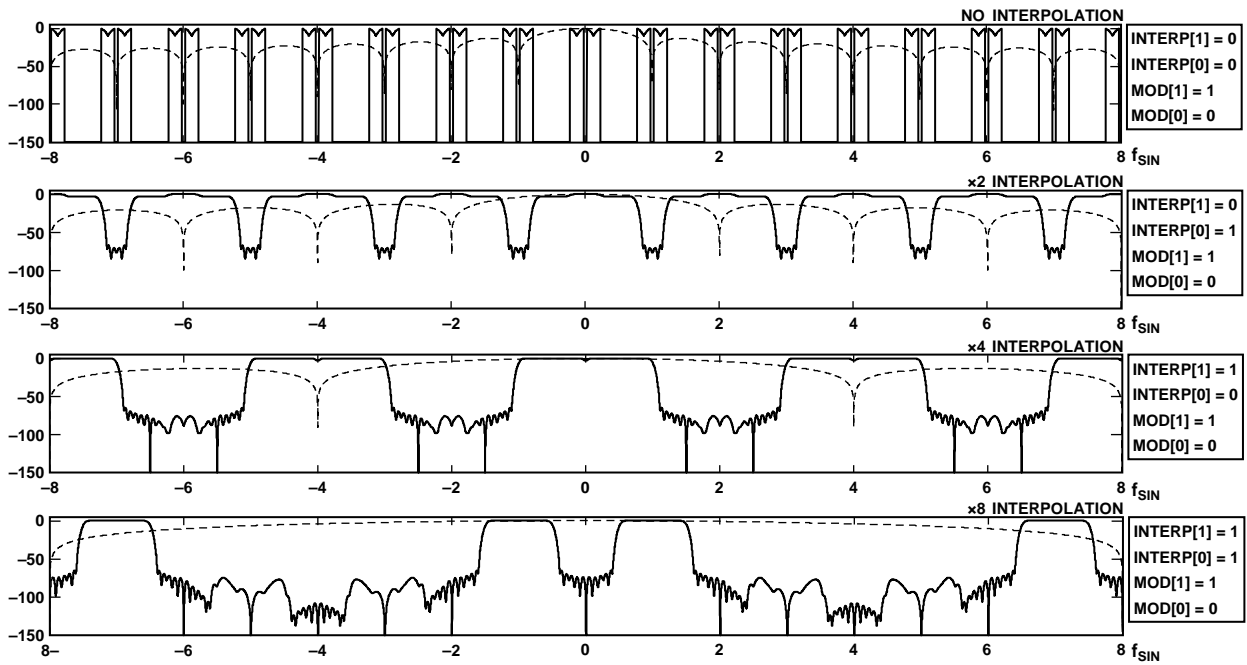 NO INTERPOLATION
0
–50
–100
–150
–8 –6 –4 –2 0 2 4 6 8 fSIN
INTERP[1] = 0
INTERP[0] = 0
MOD[1] = 1
MOD[0] = 0
×2 INTERPOLATION
0
–50
–100
–150
–8 –6 –4 –2 0 2 4 6 8 fSIN
INTERP[1] = 0
INTERP[0] = 1
MOD[1] = 1
MOD[0] = 0
×4 INTERPOLATION
0
–50
–100
–150
–8 –6 –4 –2 0 2 4 6 8 fSIN
INTERP[1] = 1
INTERP[0] = 0
MOD[1] = 1
MOD[0] = 0
×8 INTERPOLATION
0
–50
–100
–150
8– –6 –4 –2 0 2 4 6 8 fSIN
INTERP[1] = 1
INTERP[0] = 1
MOD[1] = 1
MOD[0] = 0